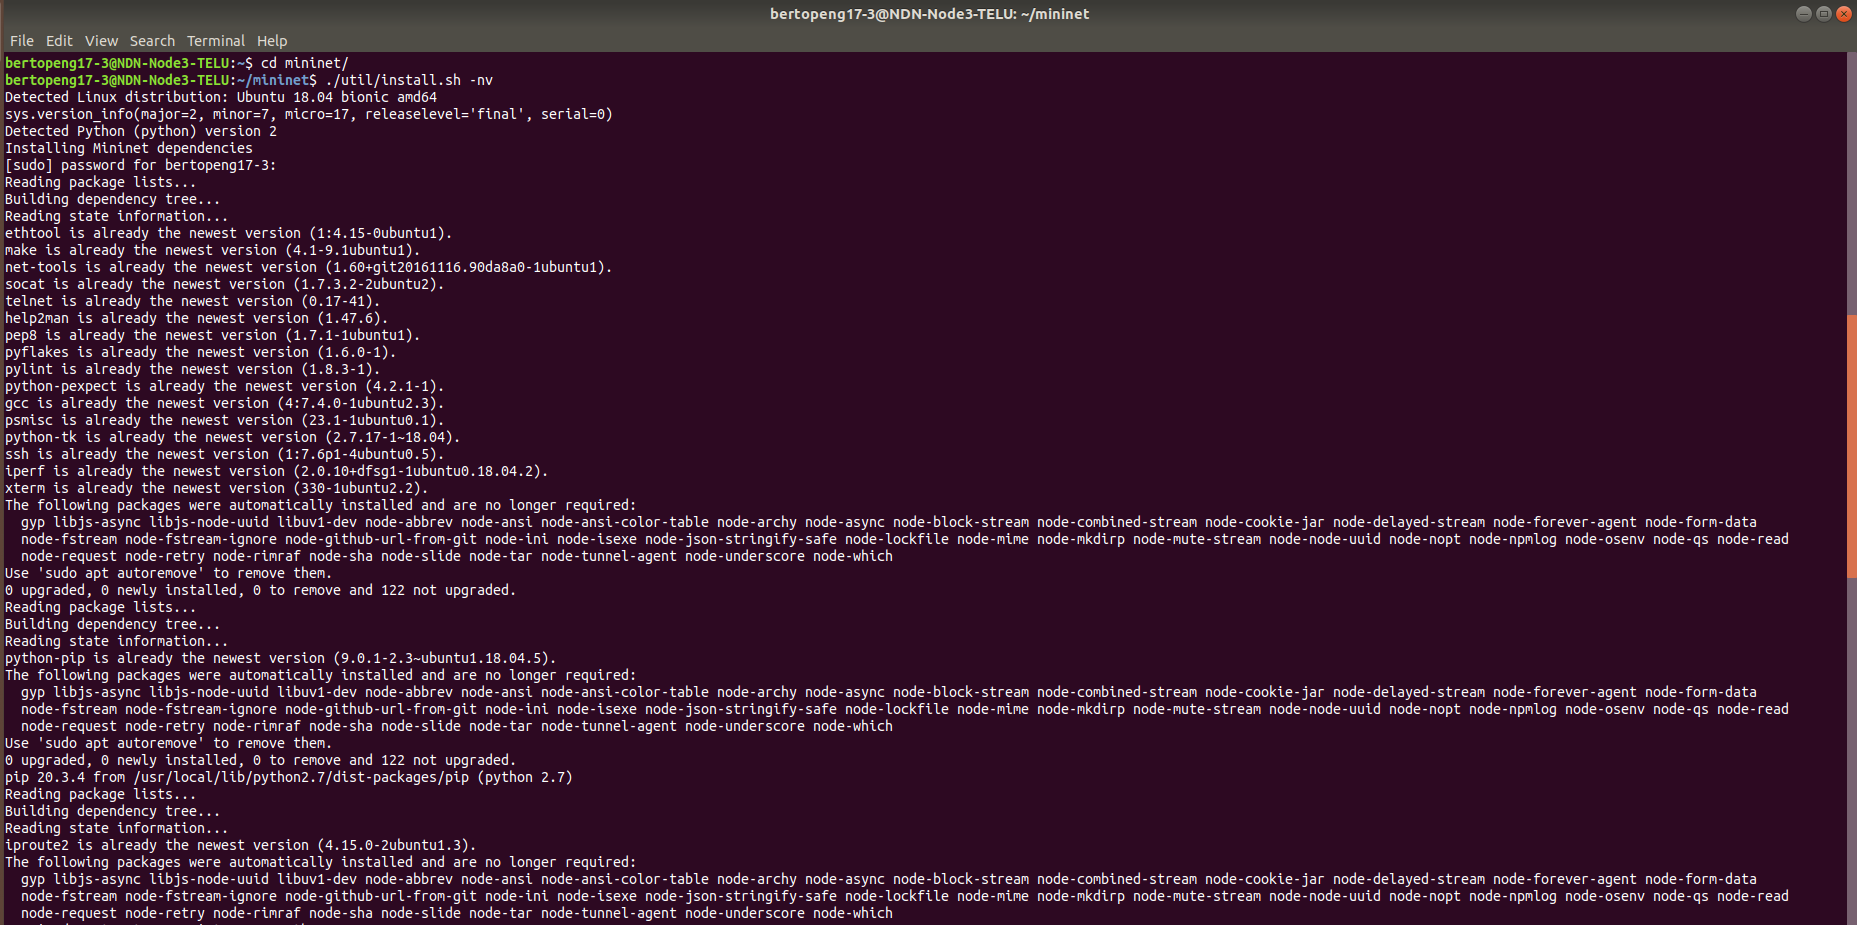 bertopeng17-3@NDN-Node3-TELU: ~/mininet
File Edit View Search Terminal Help
bertopeng17-3@NDN-Node3-TELU:~$ cd mininet/
bertopeng17-3@NDN-Node3-TELU:~/mininet$ ./util/install.sh -nv
Detected Linux distribution: Ubuntu 18.04 bionic amd64
sys.version_info(major=2, minor=7, micro=17, releaselevel='final', serial=0)
Detected Python (python) version 2
Installing Mininet dependencies
[sudo] password for bertopeng17-3:
Reading package lists...
Building dependency tree...
Reading state information...
ethtool is already the newest version (1:4.15-0ubuntu1).
make is already the newest version (4.1-9.1ubuntu1).
net-tools is already the newest version (1.60+git20161116.90da8a0-1ubuntu1).
socat is already the newest version (1.7.3.2-2ubuntu2).
telnet is already the newest version (0.17-41).
help2man is already the newest version (1.47.6).
pep8 is already the newest version (1.7.1-1ubuntu1).
pyflakes is already the newest version (1.6.0-1).
pylint is already the newest version (1.8.3-1).
python-pexpect is already the newest version (4.2.1-1).
gcc is already the newest version (4:7.4.0-1ubuntu2.3).
psmisc is already the newest version (23.1-1ubuntu0.1).
python-tk is already the newest version (2.7.17-1~18.04).
ssh is already the newest version (1:7.6p1-4ubuntu0.5).
iperf is already the newest version (2.0.10+dfsg1-1ubuntu0.18.04.2).
xterm is already the newest version (330-1ubuntu2.2).
The following packages were automatically installed and are no longer required:
  gyp libjs-async libjs-node-uuid libuv1-dev node-abbrev node-ansi node-ansi-color-table node-archy node-async node-block-stream node-combined-stream node-cookie-jar node-delayed-stream node-forever-agent node-form-data
  node-fstream node-fstream-ignore node-github-url-from-git node-ini node-isexe node-json-stringify-safe node-lockfile node-mime node-mkdirp node-mute-stream node-node-uuid node-nopt node-npmlog node-osenv node-qs node-read
  node-request node-retry node-rimraf node-sha node-slide node-tar node-tunnel-agent node-underscore node-which
Use 'sudo apt autoremove' to remove them.
0 upgraded, 0 newly installed, 0 to remove and 122 not upgraded.
Reading package lists...
Building dependency tree...
Reading state information...
python-pip is already the newest version (9.0.1-2.3~ubuntu1.18.04.5).
The following packages were automatically installed and are no longer required:
  gyp libjs-async libjs-node-uuid libuv1-dev node-abbrev node-ansi node-ansi-color-table node-archy node-async node-block-stream node-combined-stream node-cookie-jar node-delayed-stream node-forever-agent node-form-data
  node-fstream node-fstream-ignore node-github-url-from-git node-ini node-isexe node-json-stringify-safe node-lockfile node-mime node-mkdirp node-mute-stream node-node-uuid node-nopt node-npmlog node-osenv node-qs node-read
  node-request node-retry node-rimraf node-sha node-slide node-tar node-tunnel-agent node-underscore node-which
Use 'sudo apt autoremove' to remove them.
0 upgraded, 0 newly installed, 0 to remove and 122 not upgraded.
pip 20.3.4 from /usr/local/lib/python2.7/dist-packages/pip (python 2.7)
Reading package lists...
Building dependency tree...
Reading state information...
iproute2 is already the newest version (4.15.0-2ubuntu1.3).
The following packages were automatically installed and are no longer required:
  gyp libjs-async libjs-node-uuid libuv1-dev node-abbrev node-ansi node-ansi-color-table node-archy node-async node-block-stream node-combined-stream node-cookie-jar node-delayed-stream node-forever-agent node-form-data
  node-fstream node-fstream-ignore node-github-url-from-git node-ini node-isexe node-json-stringify-safe node-lockfile node-mime node-mkdirp node-mute-stream node-node-uuid node-nopt node-npmlog node-osenv node-qs node-read
  node-request node-retry node-rimraf node-sha node-slide node-tar node-tunnel-agent node-underscore node-which